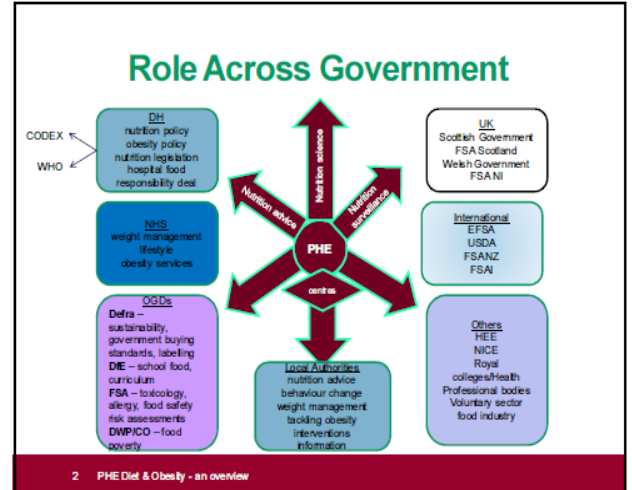 Role Across Government
CODEX
WHO
DH
nutrition policy
obesity policy
nutrition legislation
hospital food
responsibility deal
NHS
weight management
lifestyle
obesity services
OGDs
Defra –
sustainability,
government buying
standards, labelling
DfE – school food,
curriculum
FSA – toxicology,
allergy, food safety
risk assessments
DWP/CO – food
poverty
Nutrition advice
Nutrition science
Nutrition
surveillance
PHE
centres
Local Authorities
nutrition advice
behaviour change
weight management
tackling obesity
interventions
information
UK
Scottish Government
FSA Scotland
Welsh Government
FSA NI
International
EFSA
USDA
FSANZ
FSAI
Others
HEE
NICE
Royal
colleges/Health
Professional bodies
Voluntary sector
food industry
2 PHE Diet & Obesity - an overview